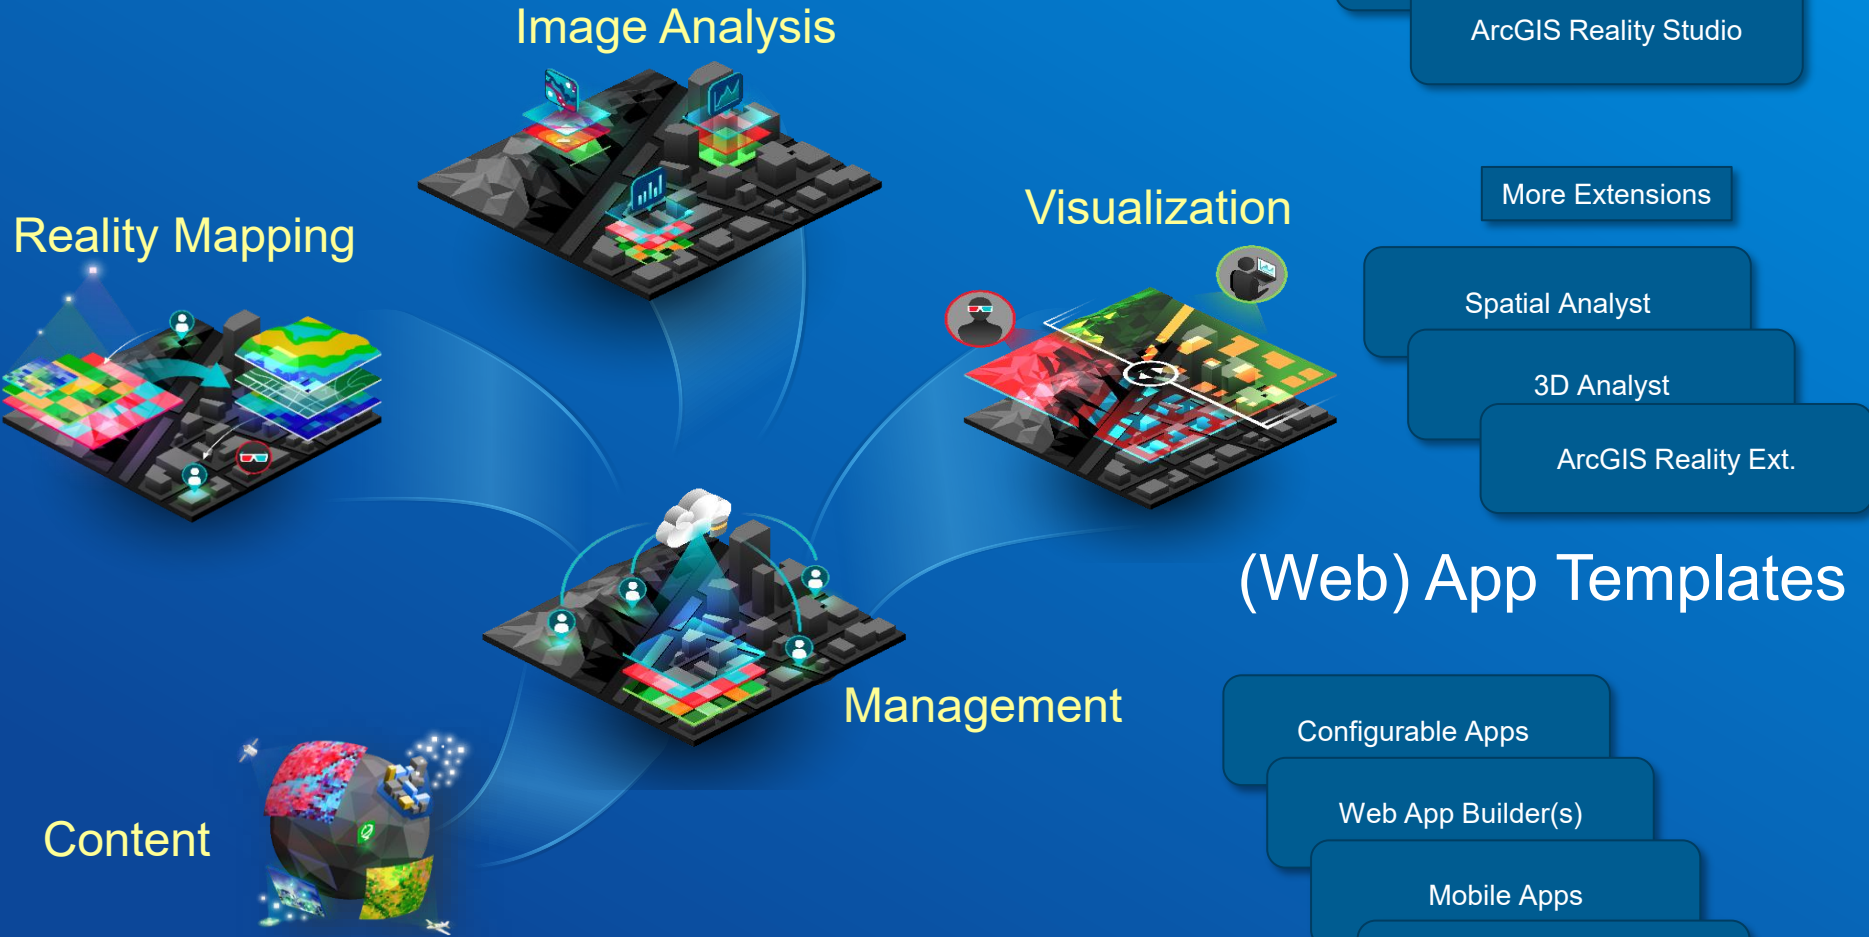 Image Analysis
ArcGIS Reality Studio
More Extensions
Visualization
Reality Mapping
Spatial Analyst
3D Analyst
ArcGIS Reality Ext.
(Web) App Templates
Management
Configurable Apps
Web App Builder(s)
Content
Mobile Apps